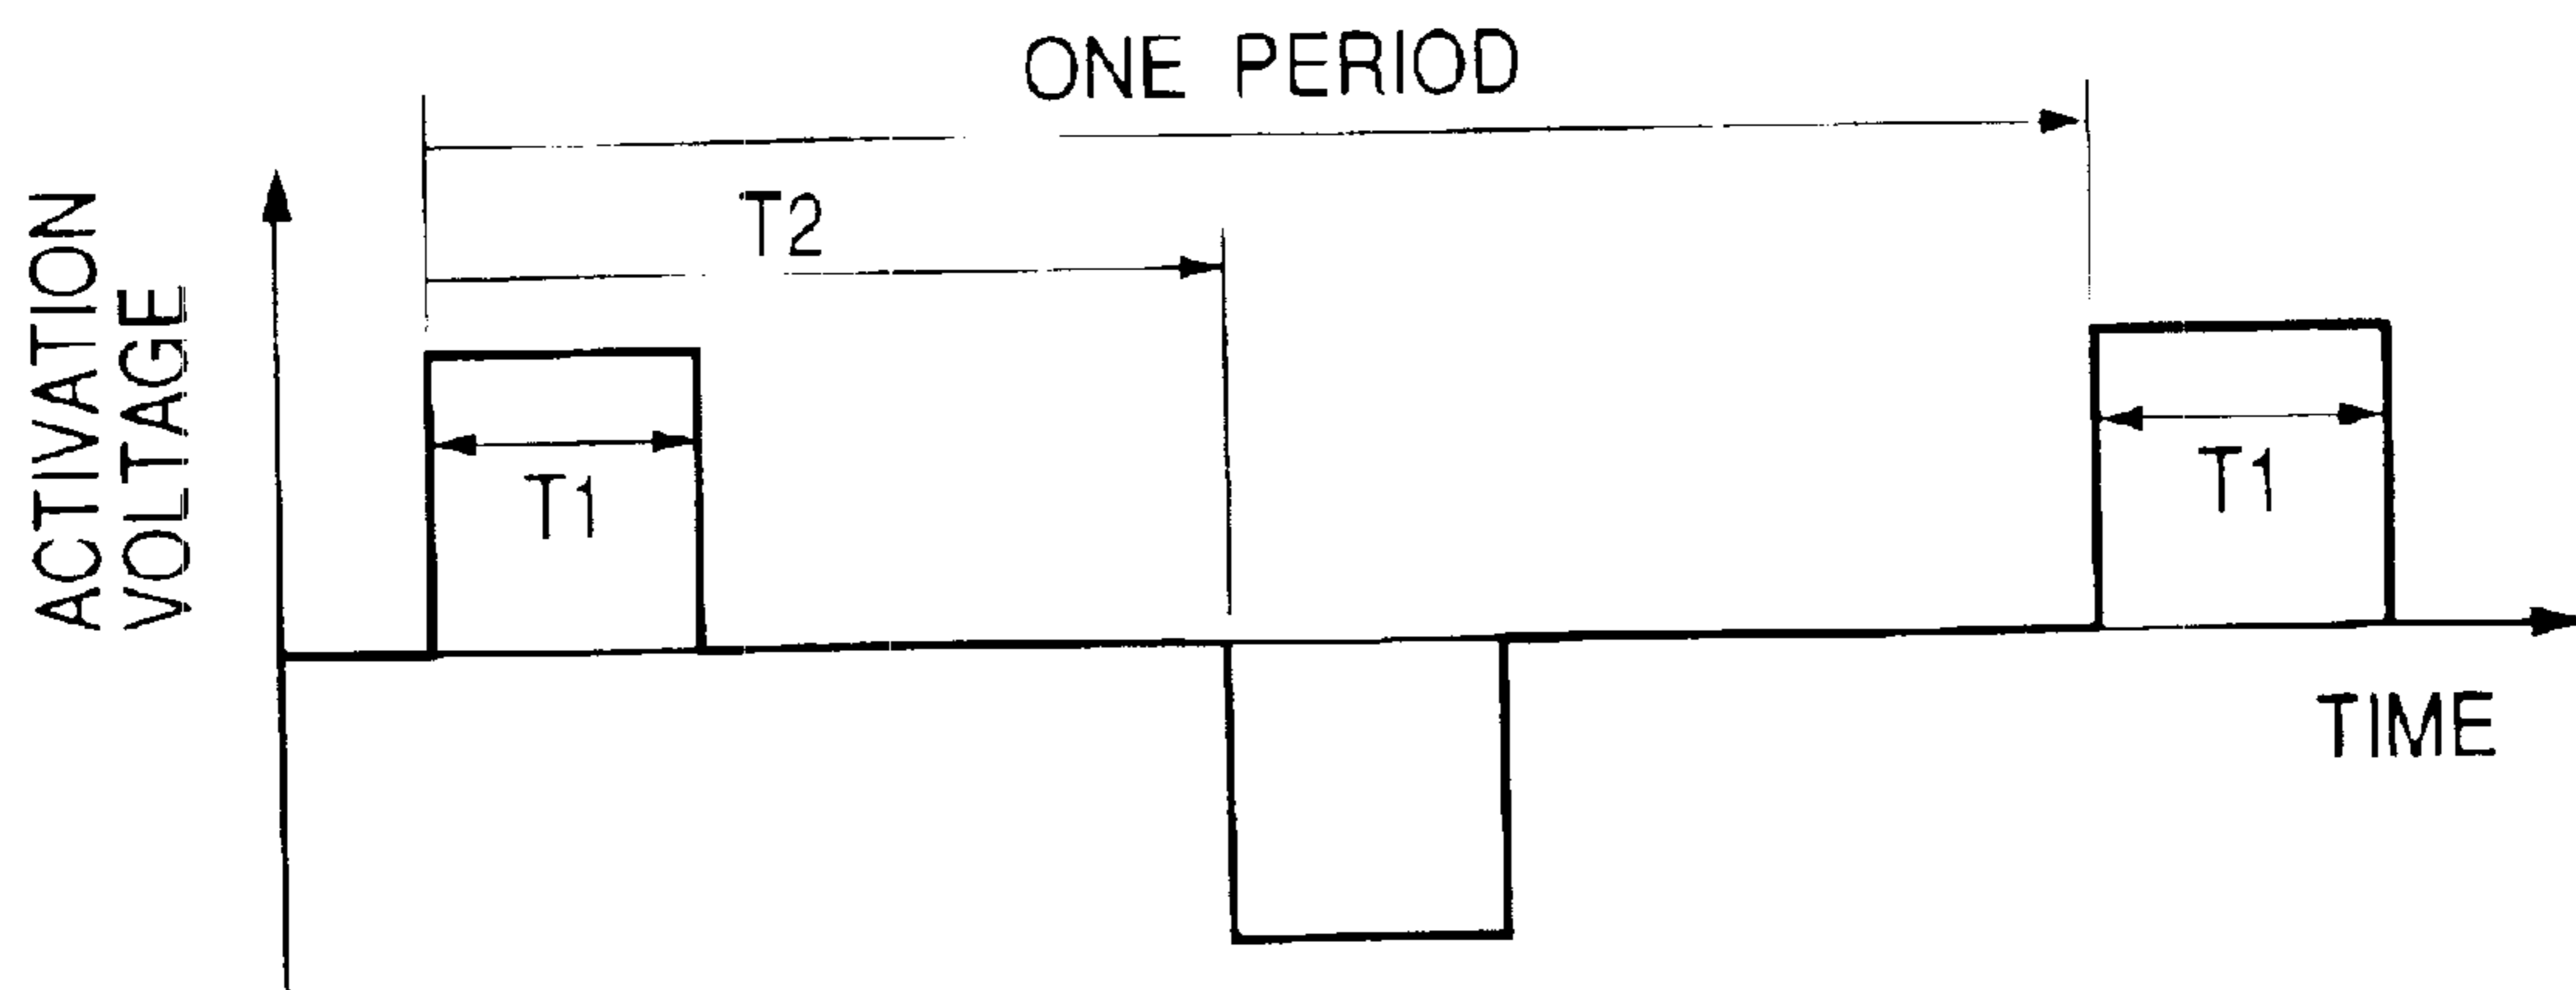 ONE PERIOD
T2
ACTIVATION
VOLTAGE
T1
T1
TIME